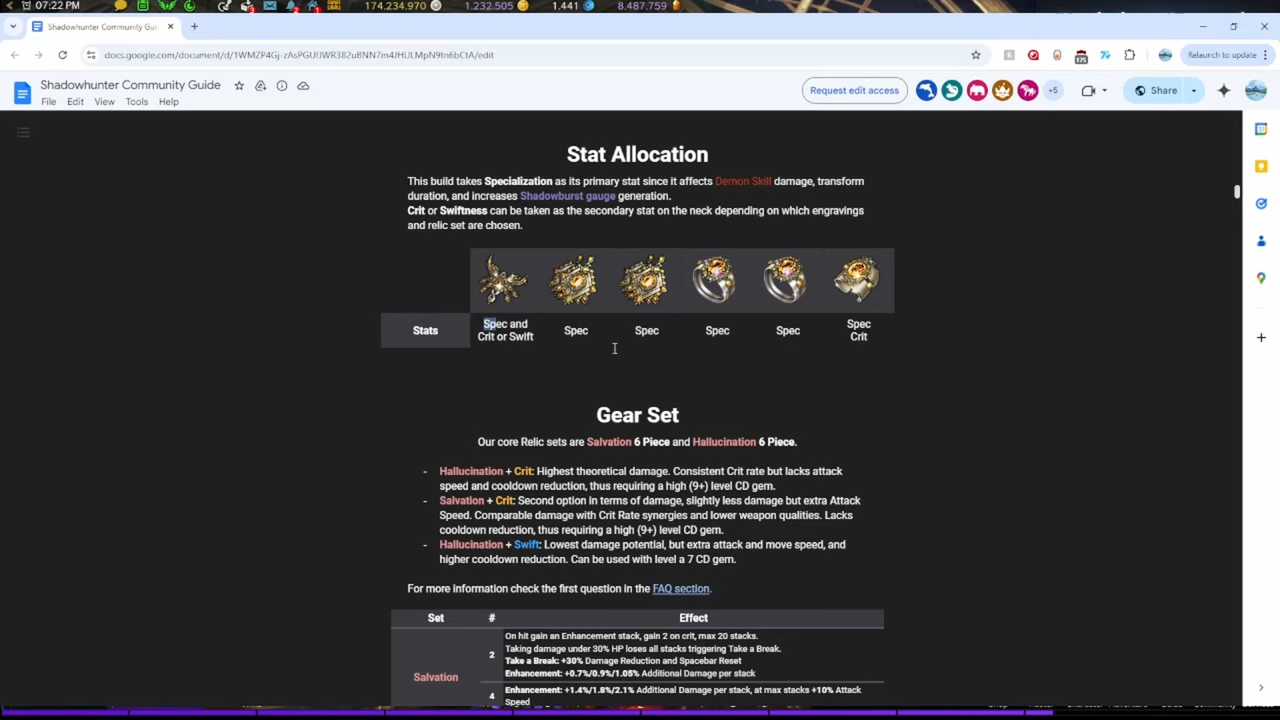 07:22 PM
174.234.970
1.232.505
1,441
8.487.759
Shadowhunter Community Gui
Relaunch to update
175
Shadowhunter Community Guide
File Edit View Tools Help
Request edit access
+5
Share
Stat Allocation
This build takes Specialization as its primary stat since it affects Demon Skill damage, transform
duration, and increases Shadowburst gauge generation.
Crit or Swiftness can be taken as the secondary stat on the neck depending on which engravings
and relic set are chosen.
Stats
Spec and
Crit or Swift
Spec
Spec
Spec
Spec
Spec
Crit
Gear Set
Our core Relic sets are Salvation 6 Piece and Hallucination 6 Piece.
- Hallucination + Crit: Highest theoretical damage. Consistent Crit rate but lacks attack
speed and cooldown reduction, thus requiring a high (9+) level CD gem.
- Salvation + Crit: Second option in terms of damage, slightly less damage but extra Attack
Speed. Comparable damage with Crit Rate synergies and lower weapon qualities. Lacks
cooldown reduction, thus requiring a high (9+) level CD gem.
- Hallucination + Swift: Lowest damage potential, but extra attack and move speed, and
higher cooldown reduction. Can be used with level a 7 CD gem.
For more information check the first question in the FAQ section.
Set # Effect
Salvation
2
On hit gain an Enhancement stack, gain 2 on crit, max 20 stacks.
Taking damage under 30% HP loses all stacks triggering Take a Break.
Take a Break: +30% Damage Reduction and Spacebar Reset
Enhancement: +0.7%/0.9%/1.05% Additional Damage per stack
4
Enhancement: +1.4%/1.8%/2.1% Additional Damage per stack, at max stacks +10% Attack
Speed